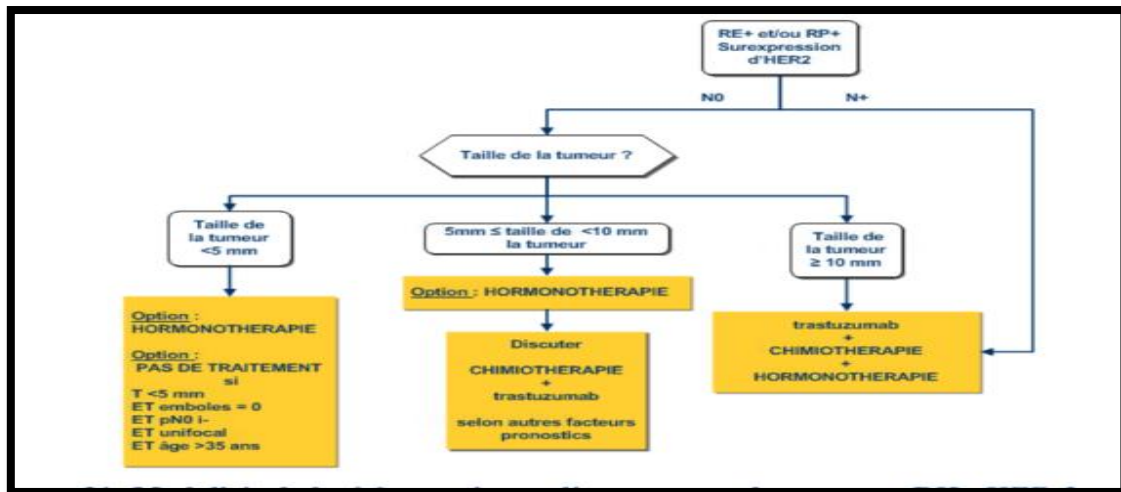 RE+ et/ou RP+
Surexpression
d'HER2
N0
N+
Taille de la tumeur ?
Taille de
la tumeur
<5 mm
5mm ≤ taille de <10 mm
la tumeur
Taille de
la tumeur
≥ 10 mm
Option :
HORMONOTHERAPIE
Option :
PAS DE TRAITEMENT
si
T <5 mm
ET emboles = 0
ET pN0 i-
ET unifocal
ET âge >35 ans
Option : HORMONOTHERAPIE
Discuter
CHIMIOTHERAPIE
+
trastuzumab
selon autres facteurs
pronostics
trastuzumab
+
CHIMIOTHERAPIE
+
HORMONOTHERAPIE